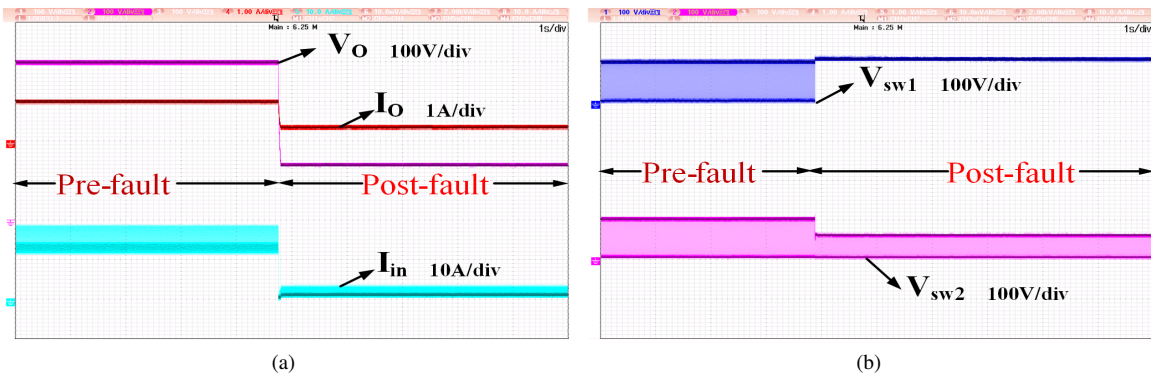 Main : 6.25 M
1s/div
V_O 100V/div
I_O 1A/div
Pre-fault
Post-fault
I_in 10A/div
(a)
Main : 6.25 M
1s/div
V_sw1 100V/div
Pre-fault
Post-fault
V_sw2 100V/div
(b)